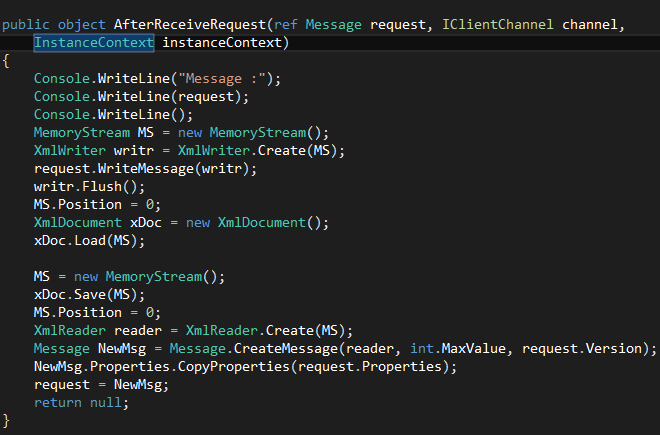 public object AfterReceiveRequest(ref Message request, IClientChannel channel,
    InstanceContext instanceContext)
{
    Console.WriteLine("Message :");
    Console.WriteLine(request);
    Console.WriteLine();
    MemoryStream MS = new MemoryStream();
    XmlWriter writr = XmlWriter.Create(MS);
    request.WriteMessage(writr);
    writr.Flush();
    MS.Position = 0;
    XmlDocument xDoc = new XmlDocument();
    xDoc.Load(MS);

    MS = new MemoryStream();
    xDoc.Save(MS);
    MS.Position = 0;
    XmlReader reader = XmlReader.Create(MS);
    Message NewMsg = Message.CreateMessage(reader, int.MaxValue, request.Version);
    NewMsg.Properties.CopyProperties(request.Properties);
    request = NewMsg;
    return null;
}